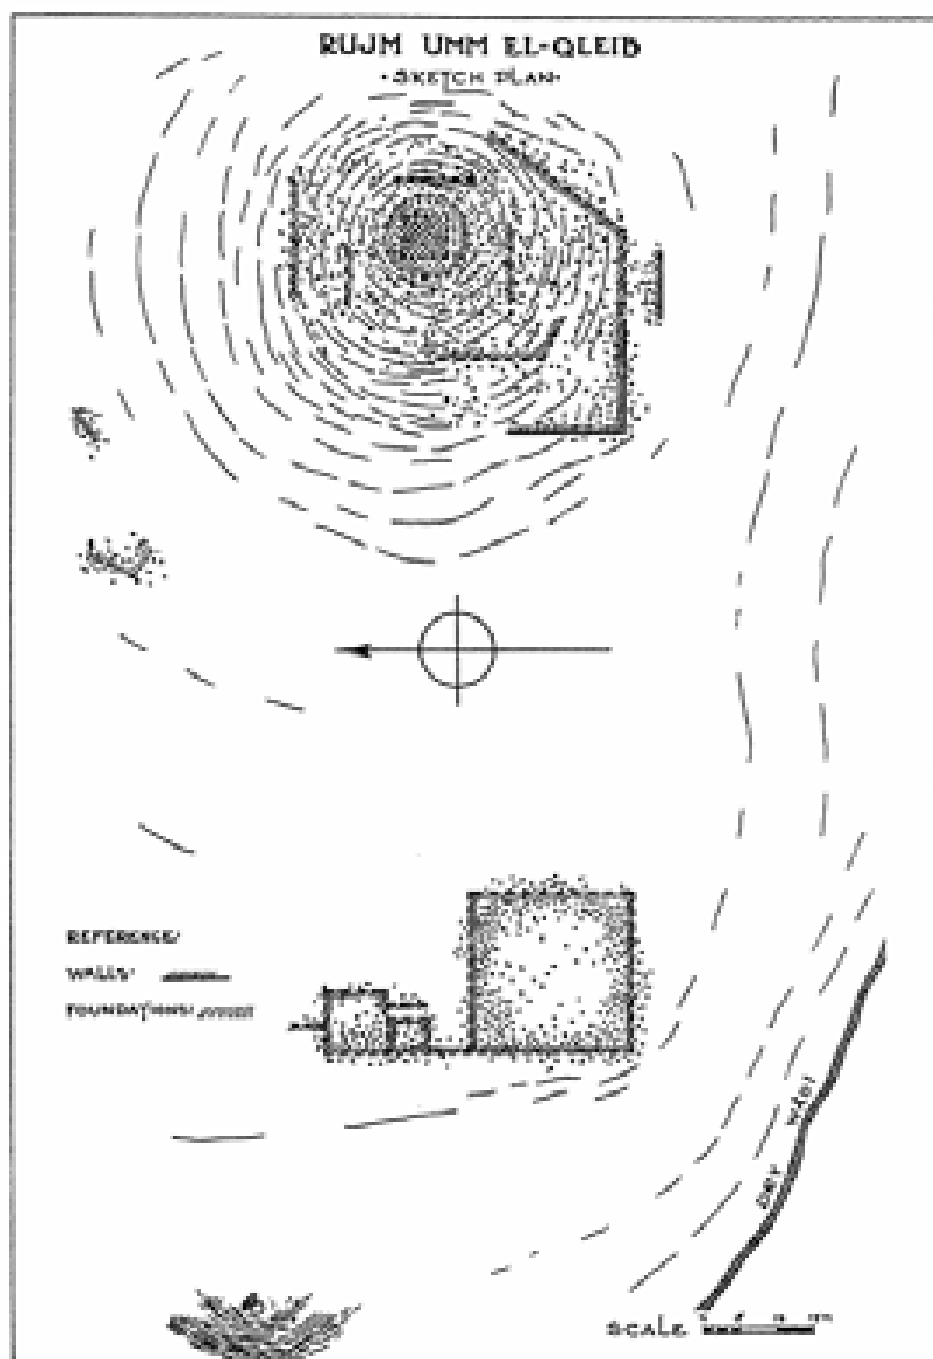 RUJM UMM EL-QLEIB
·SKETCH PLAN·
REFERENCE:
WALLS:
FOUNDATIONS:
DRY WADI
SCALE